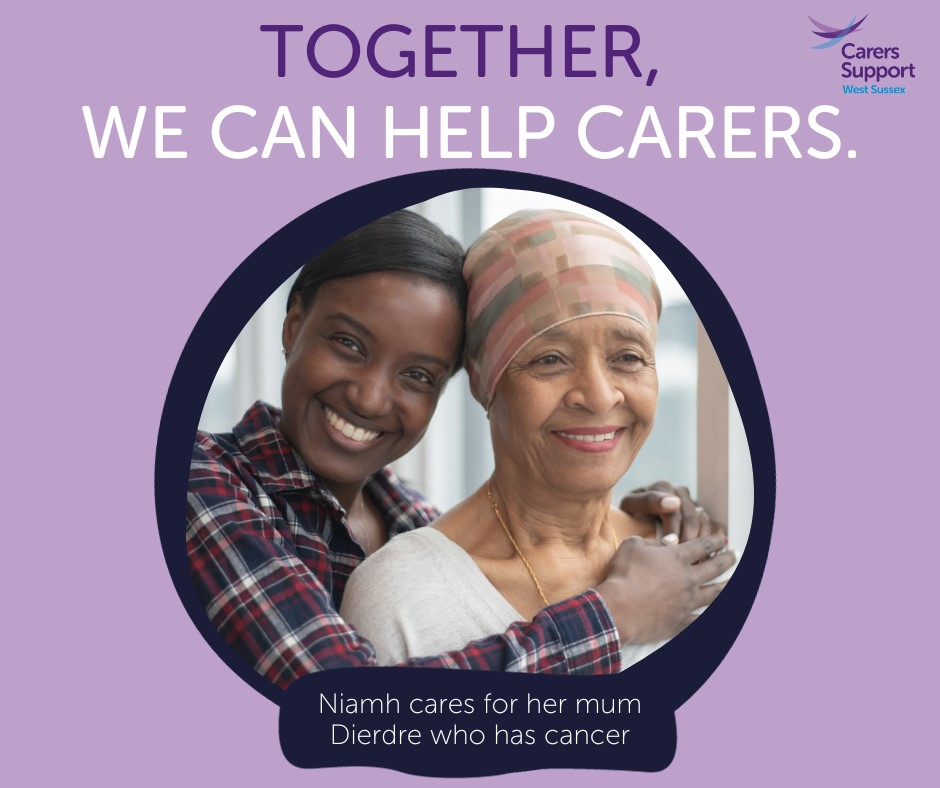 TOGETHER,
WE CAN HELP CARERS.
Carers
Support
West Sussex
Niamh cares for her mum
Dierdre who has cancer